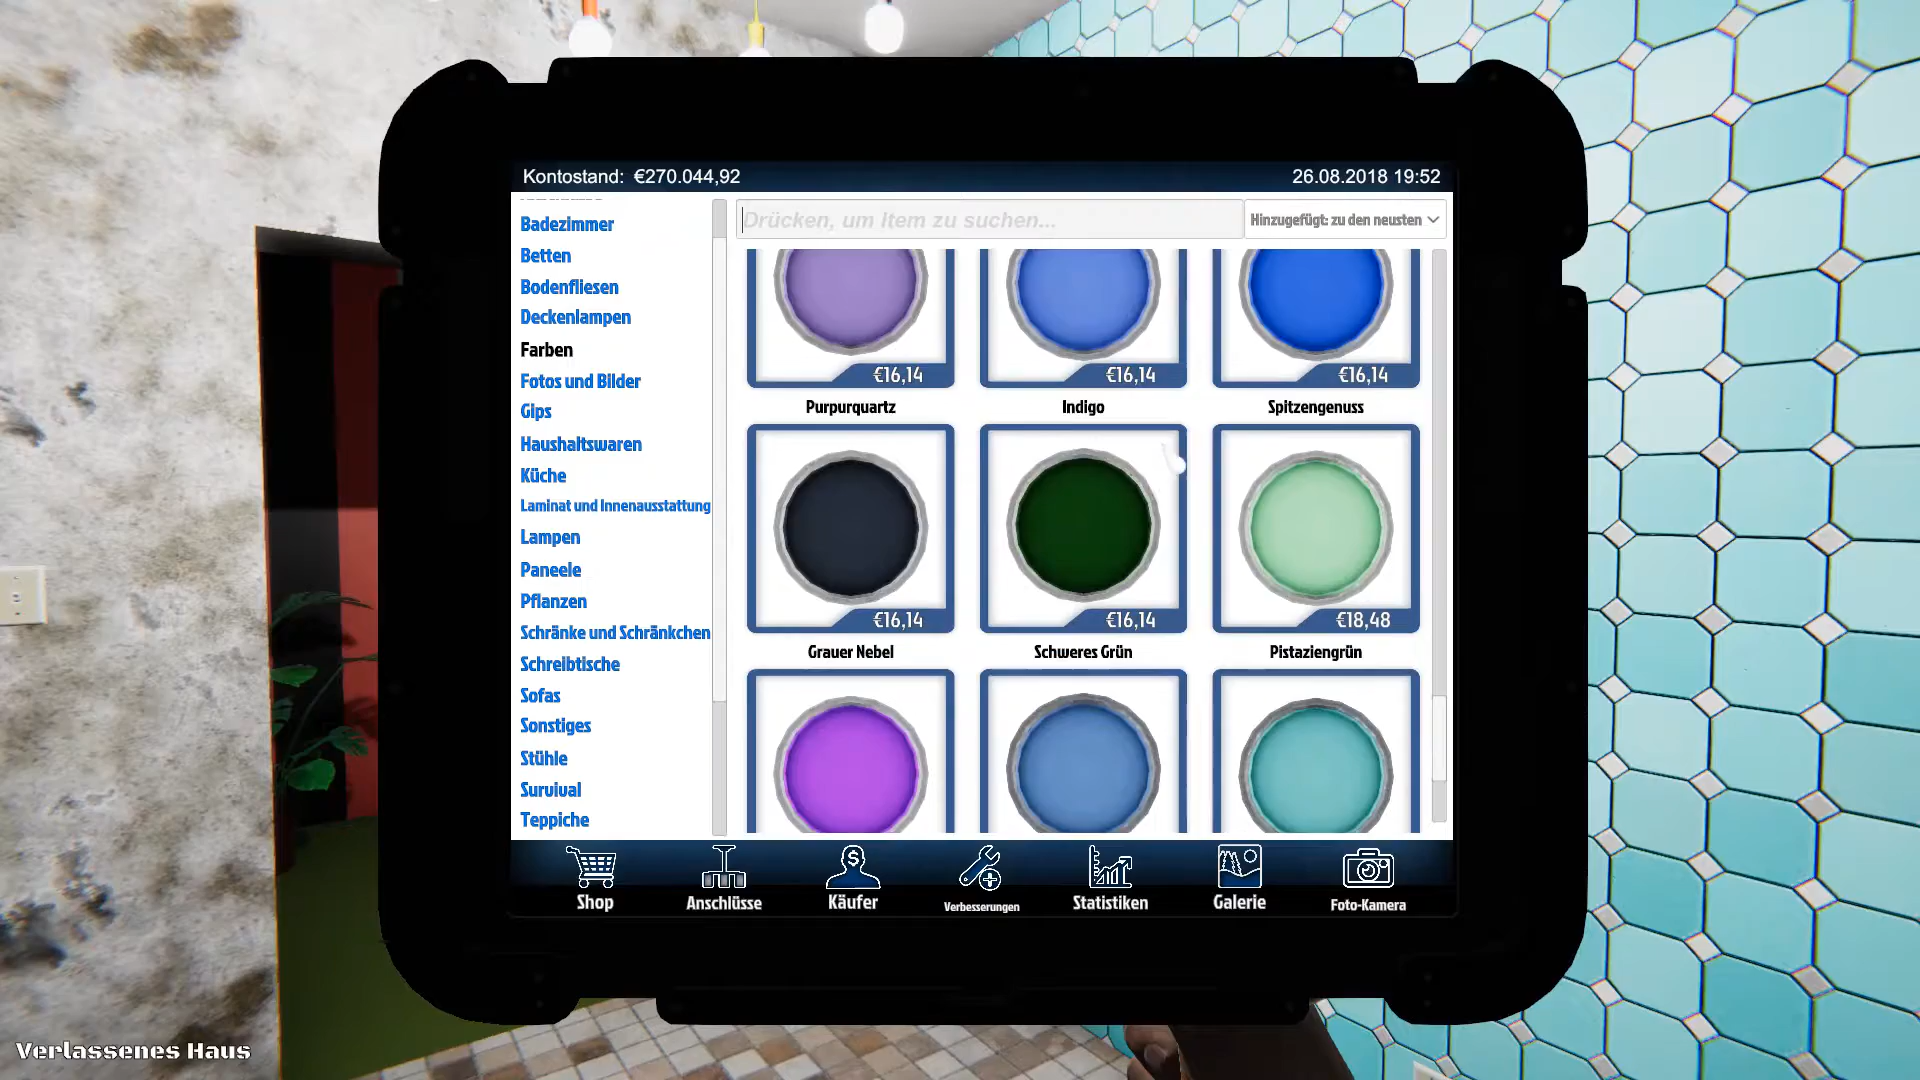 Kontostand: €270.044,92
26.08.2018 19:52
Badezimmer
Betten
Bodenfliesen
Deckenlampen
Farben
Fotos und Bilder
Gips
Haushaltswaren
Küche
Laminat und Innenausstattung
Lampen
Paneele
Pflanzen
Schränke und Schränkchen
Schreibtische
Sofas
Sonstiges
Stühle
Survival
Teppiche
Drücken, um Item zu suchen...
Hinzugefügt: zu den neusten
€16,14
€16,14
€16,14
Purpurquartz
Indigo
Spitzengenuss
€16,14
€16,14
€18,48
Grauer Nebel
Schweres Grün
Pistaziengrün
Shop
Anschlüsse
Käufer
Verbesserungen
Statistiken
Galerie
Foto-Kamera
Verlassenes Haus